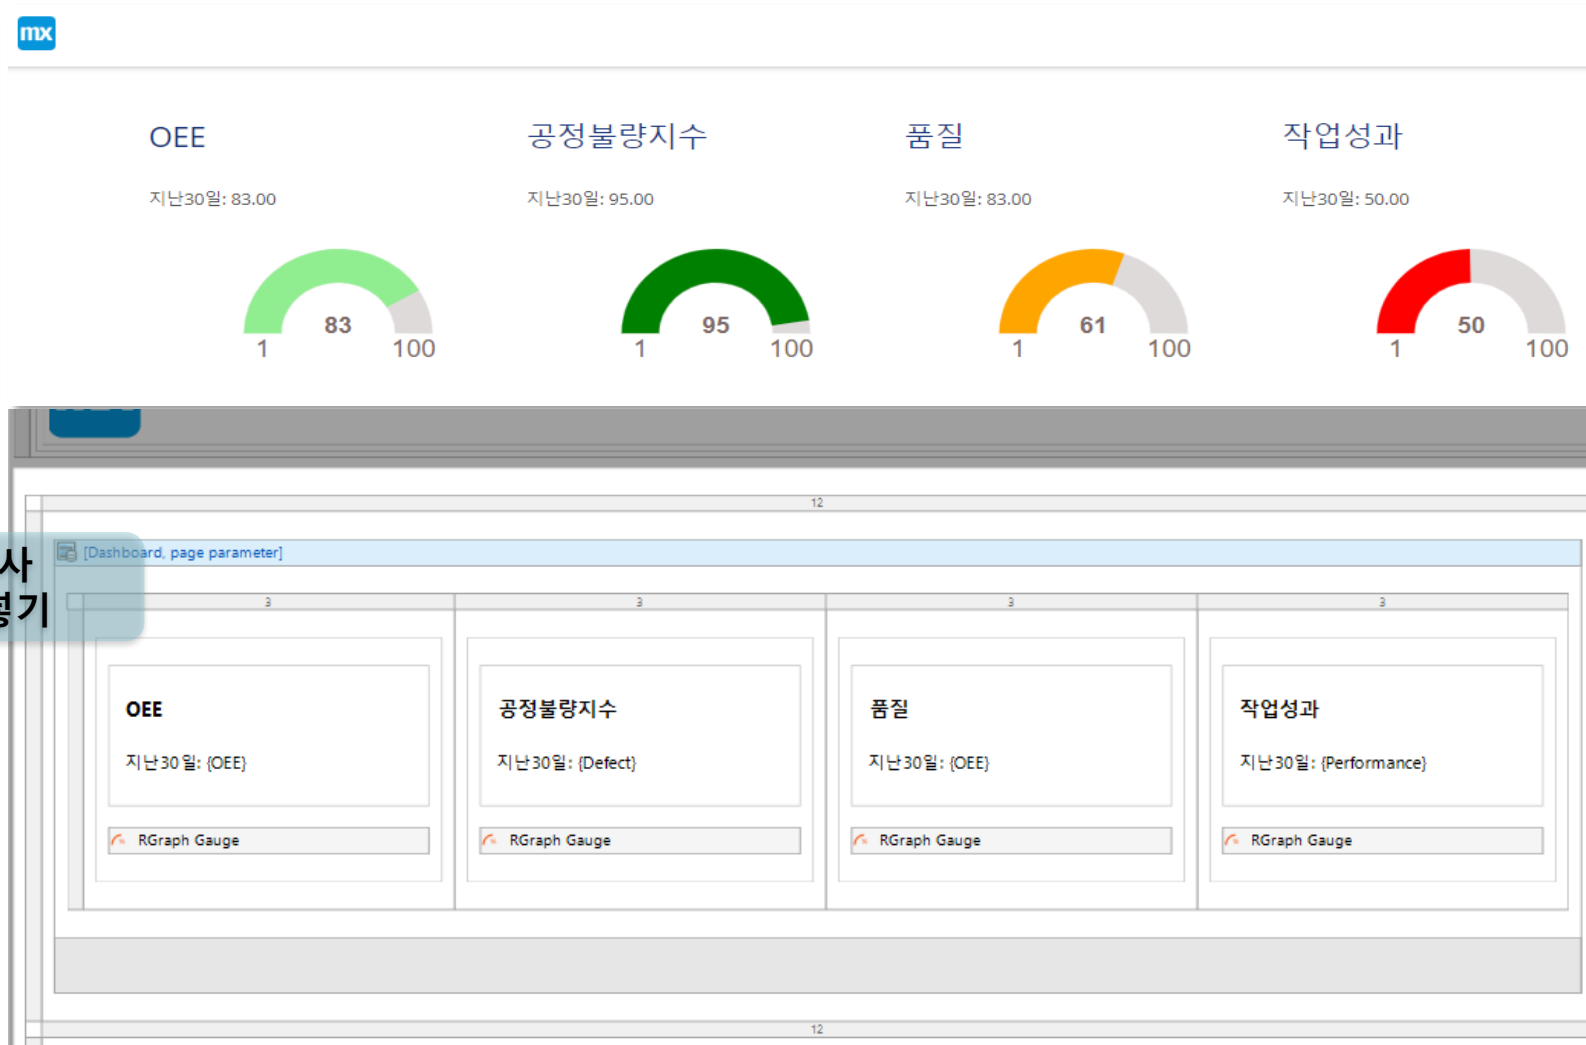 mx
OEE
공정불량지수
품질
작업성과
지난30일: 83.00
지난30일: 95.00
지난30일: 83.00
지난30일: 50.00
83
95
61
50
1
100
1
100
1
100
1
100
12
[Dashboard, page parameter]
사
기
3
3
3
3
OEE
공정불량지수
품질
작업성과
지난30일: {OEE}
지난30일: {Defect}
지난30일: {OEE}
지난30일: {Performance}
RGraph Gauge
RGraph Gauge
RGraph Gauge
RGraph Gauge
12